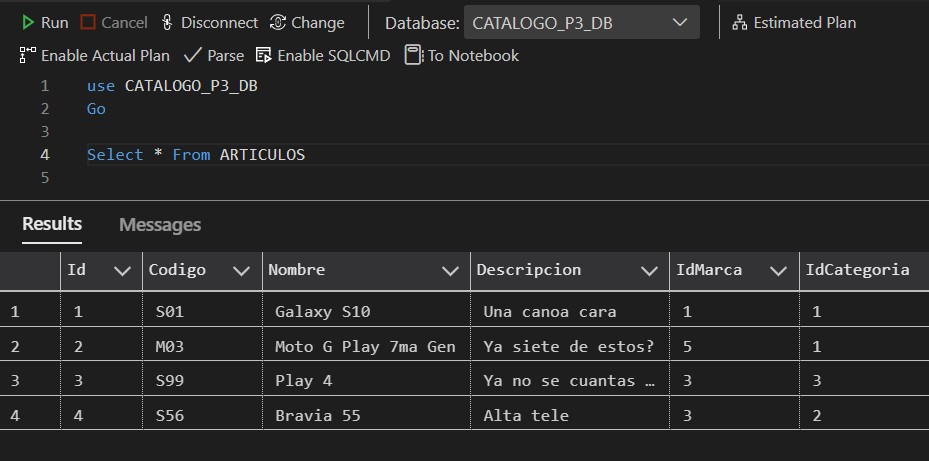 Run Cancel Disconnect Change Database: CATALOGO_P3_DB Estimated Plan
Enable Actual Plan Parse Enable SQLCMD To Notebook
1 use CATALOGO_P3_DB
2 Go
3
4 Select * From ARTICULOS
5
Results Messages
Id Codigo Nombre Descripcion IdMarca IdCategoria
1 1 S01 Galaxy S10 Una canoa cara 1 1
2 2 M03 Moto G Play 7ma Gen Ya siete de estos? 5 1
3 3 S99 Play 4 Ya no se cuantas … 3 3
4 4 S56 Bravia 55 Alta tele 3 2